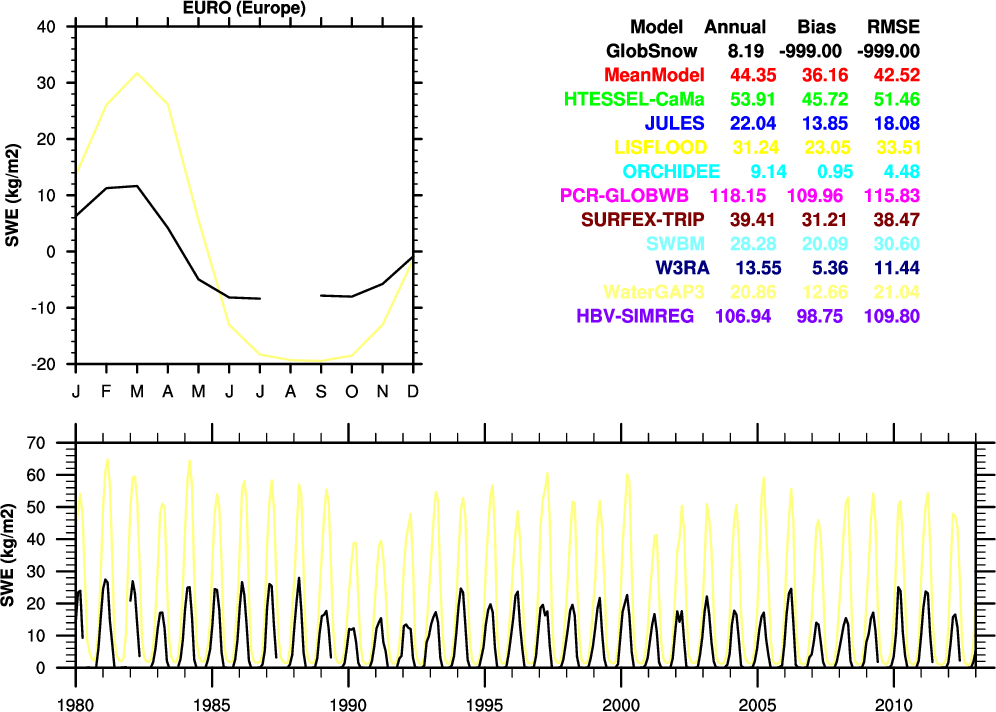 EURO (Europe)
40
30
20
10
0
-10
-20
SWE (kg/m2)
J F M A M J J A S O N D
Model Annual Bias RMSE
GlobSnow 8.19 -999.00 -999.00
MeanModel 44.35 36.16 42.52
HTESSEL-CaMa 53.91 45.72 51.46
JULES 22.04 13.85 18.08
LISFLOOD 31.24 23.05 33.51
ORCHIDEE 9.14 0.95 4.48
PCR-GLOBWB 118.15 109.96 115.83
SURFEX-TRIP 39.41 31.21 38.47
SWBM 28.28 20.09 30.60
W3RA 13.55 5.36 11.44
WaterGAP3 20.86 12.66 21.04
HBV-SIMREG 106.94 98.75 109.80
70
60
50
40
30
20
10
0
SWE (kg/m2)
1980 1985 1990 1995 2000 2005 2010